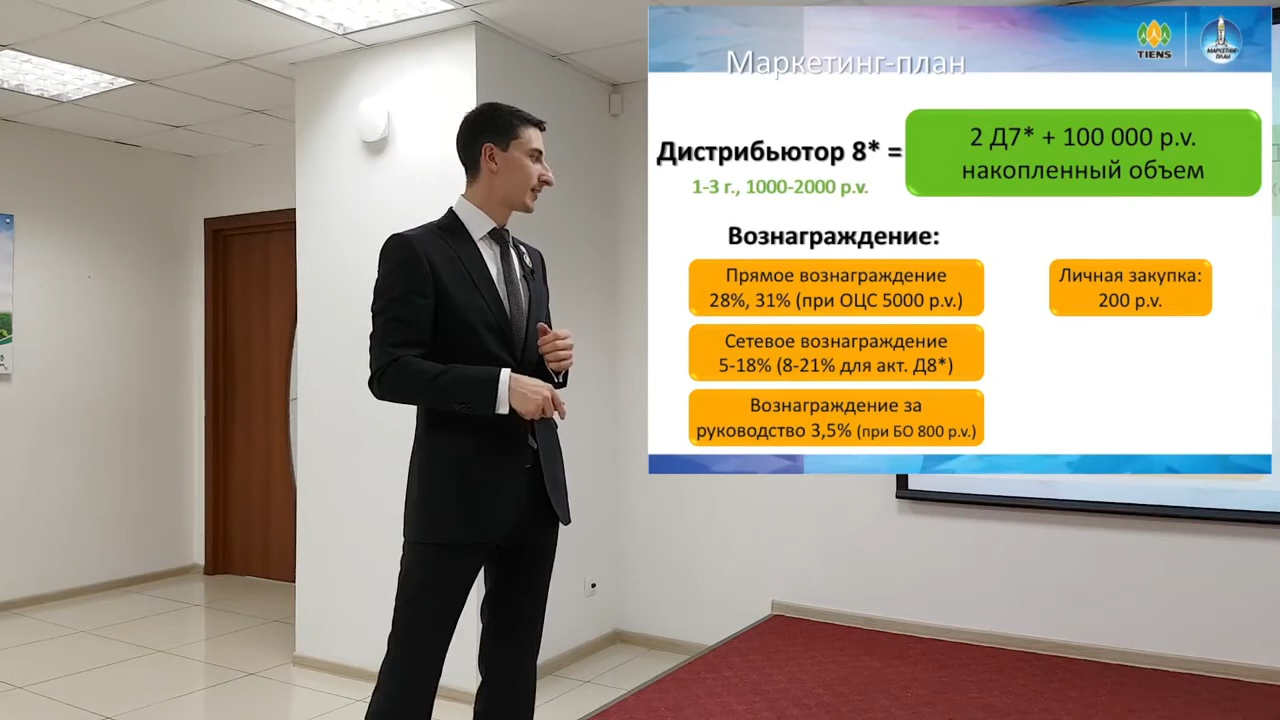 Маркетинг-план
TIENS
МАРКЕТИНГ-
ПЛАН
Дистрибьютор 8* =
1-3 г., 1000-2000 p.v.
2 Д7* + 100 000 p.v.
накопленный объем
Вознаграждение:
Прямое вознаграждение
28%, 31% (при ОЦС 5000 p.v.)
Личная закупка:
200 p.v.
Сетевое вознаграждение
5-18% (8-21% для акт. Д8*)
Вознаграждение за
руководство 3,5% (при БО 800 p.v.)